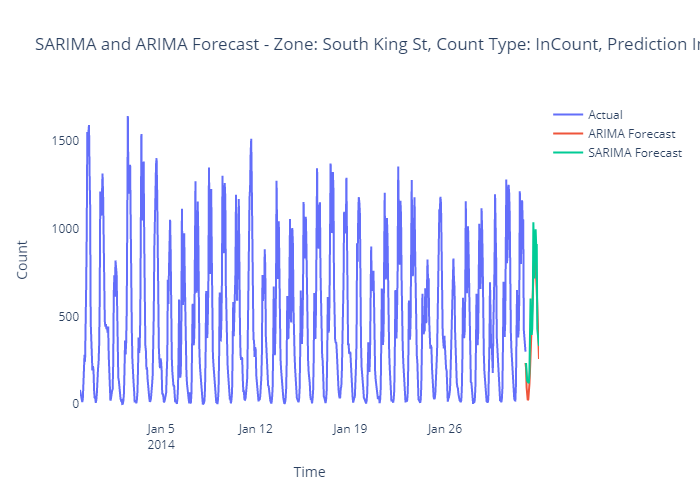 SARIMA and ARIMA Forecast - Zone: South King St, Count Type: InCount, Prediction
Actual
ARIMA Forecast
SARIMA Forecast
Count
1500
1000
500
0
Jan 5
2014
Jan 12
Jan 19
Jan 26
Time